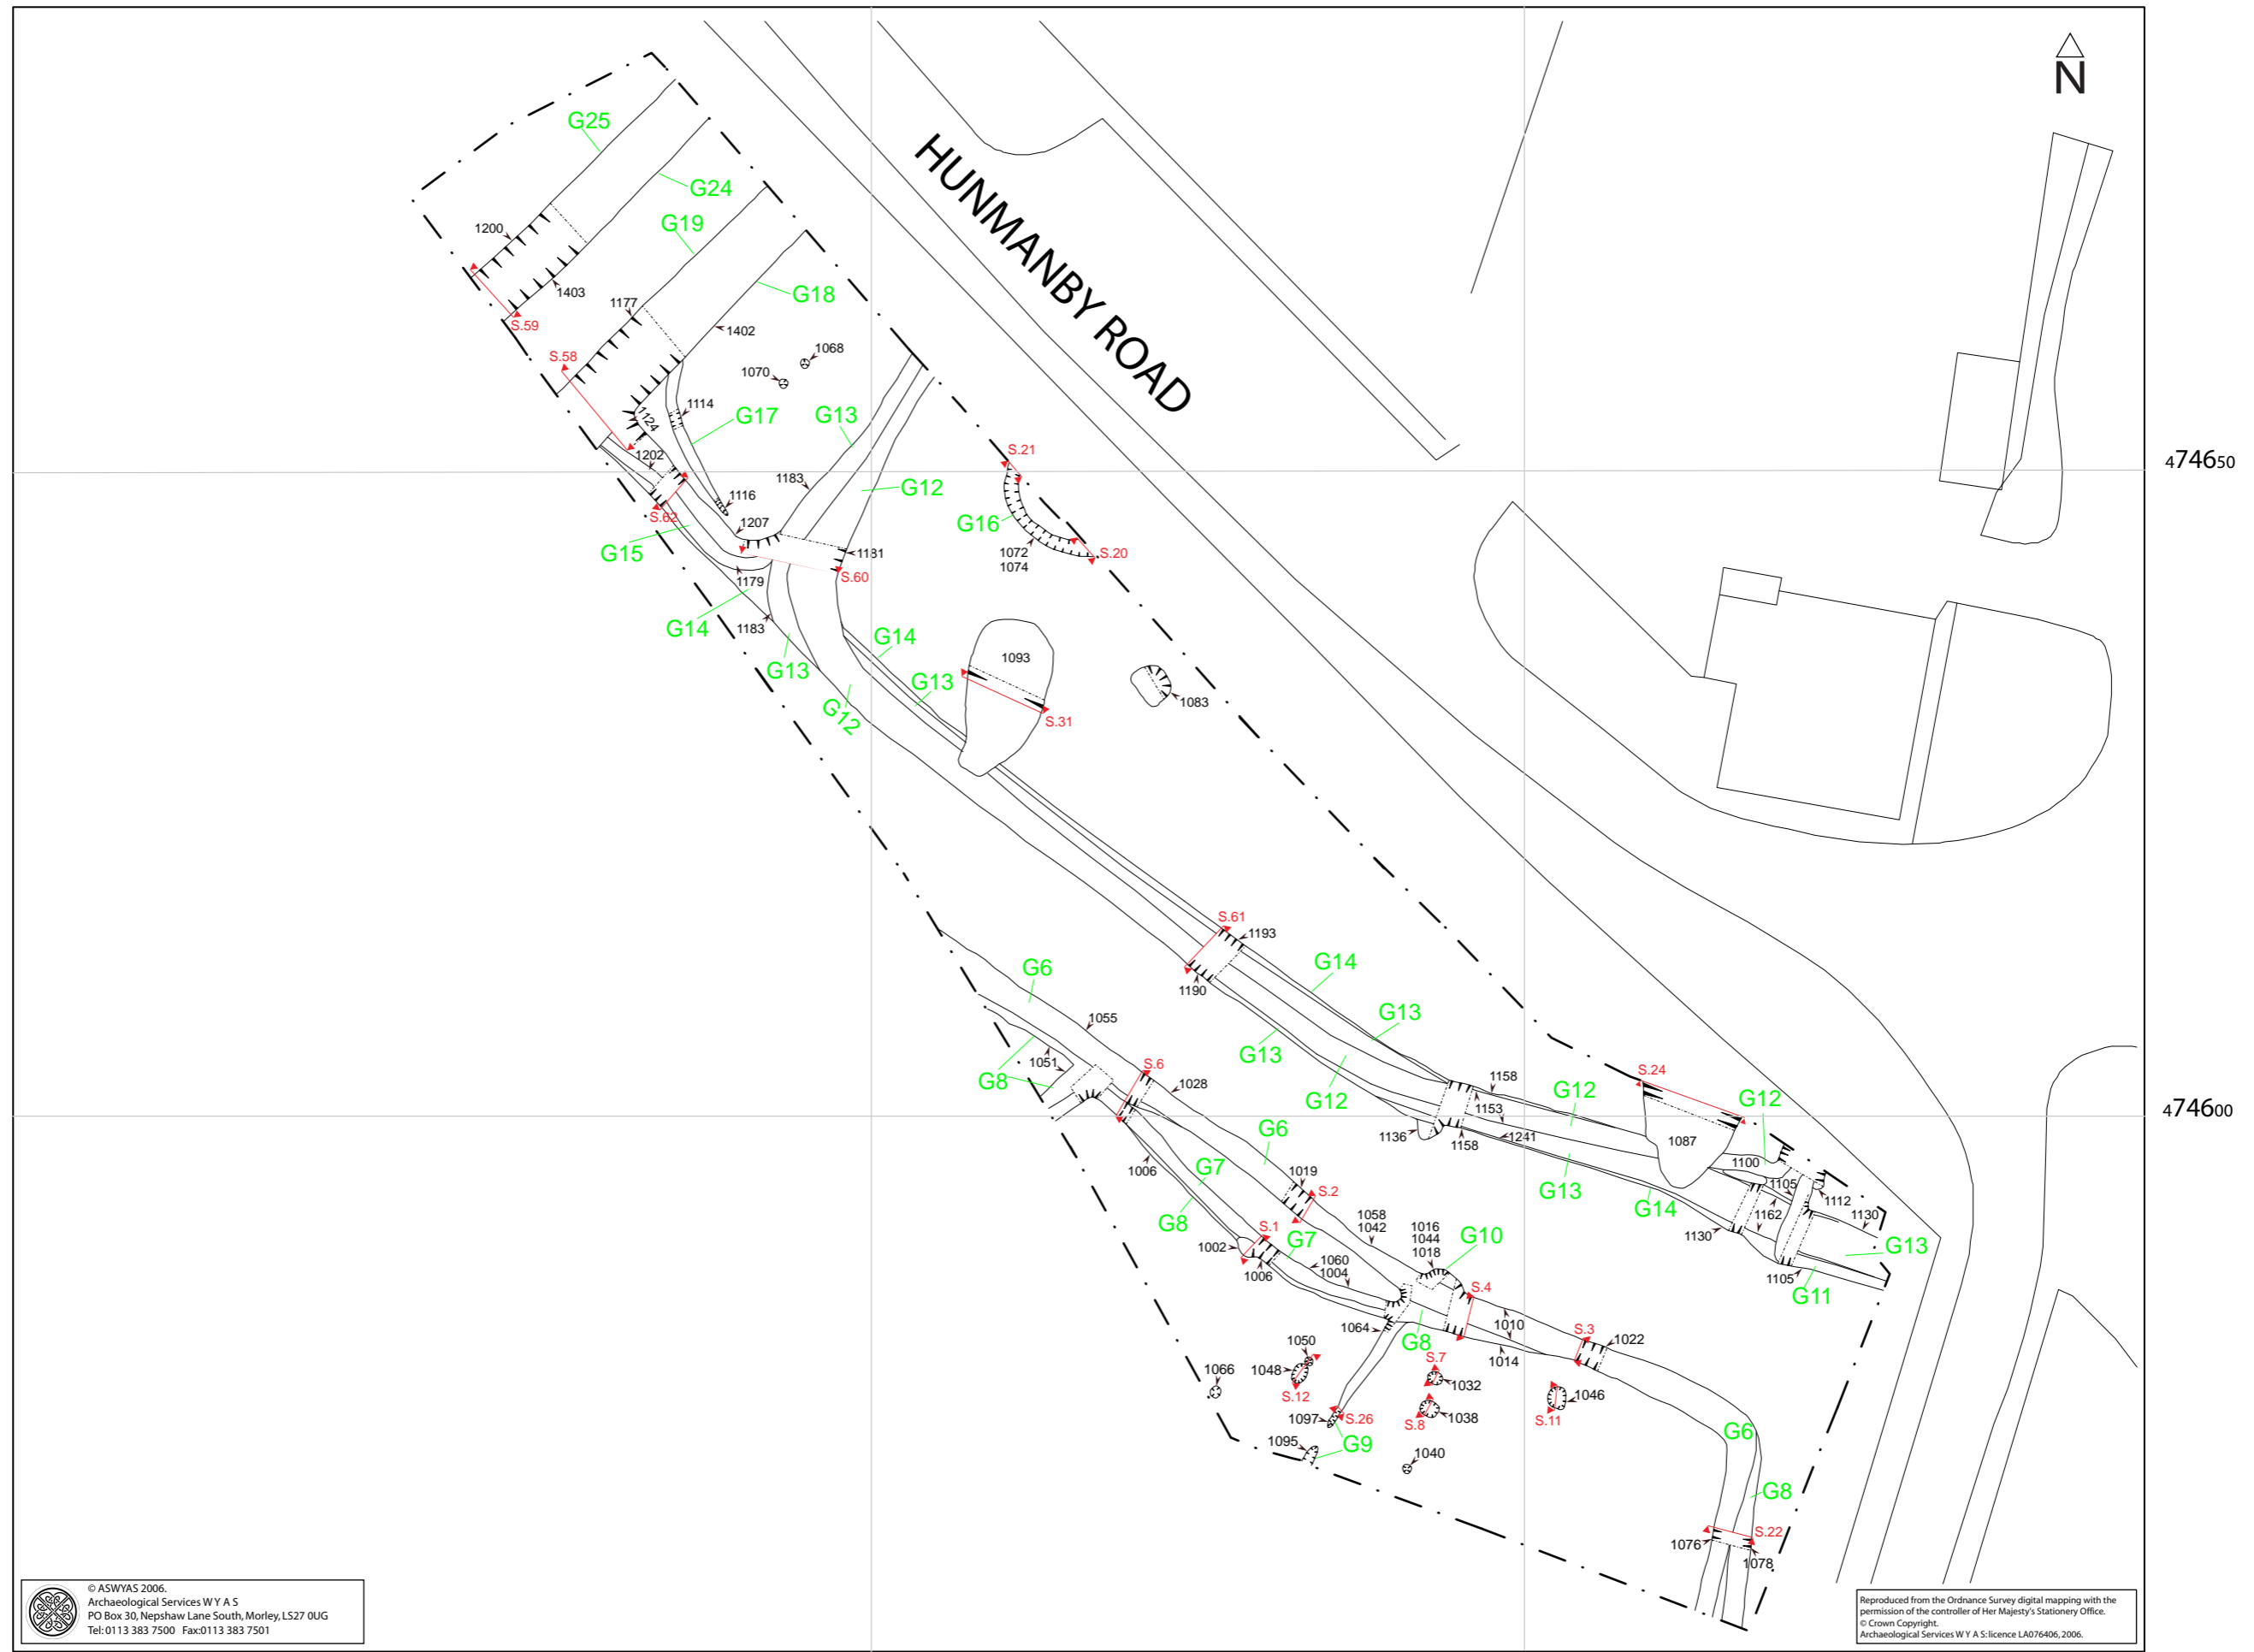 N
HUNMANBY ROAD
G25
G24
G19
1200
1403
S.59
1177
G18
1402
S.58
1068
1070
1114
G17
G13
1124
1202
S.21
474650
1183
G12
1116
S.62
1207
G16
G15
1181
1072
1074
S.20
S.60
1179
G14
1183
G14
G13
1093
G13
G12
1083
S.31
S.61
1193
G6
G14
1190
1055
G13
G13
1051
S.6
G8
1028
G12
1158
S.24
G12
G12
1153
474600
1136
1158
1241
1087
1006
G6
G7
1100
1019
S.2
G13
1105
1112
G8
G14
1162
1130
1058
1042
1016
1044
1018
G10
1130
G13
1002
S.1
G7
1006
1060
1004
1105
G11
S.4
1064
G8
1010
S.3
1022
1014
1050
1048
S.12
1066
S.7
1032
1046
S.11
1097
S.26
S.8
1038
G6
1095
G9
1040
G8
S.22
1076
1078
© ASWYAS 2006.
Archaeological Services W Y A S
PO Box 30, Nepshaw Lane South, Morley, LS27 0UG
Tel: 0113 383 7500 Fax:0113 383 7501
Reproduced from the Ordnance Survey digital mapping with the
permission of the controller of Her Majesty's Stationery Office.
© Crown Copyright.
Archaeological Services W Y A S: licence LA076406, 2006.